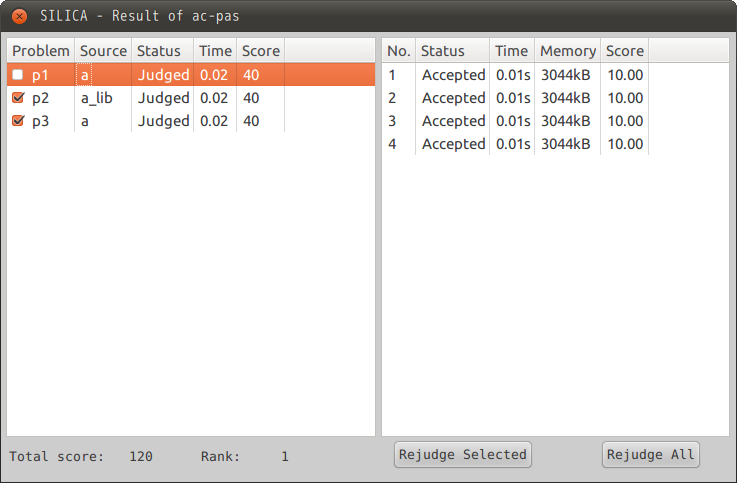 SILICA - Result of ac-pas
Problem Source Status Time Score
p1 a Judged 0.02 40
p2 a_lib Judged 0.02 40
p3 a Judged 0.02 40
No. Status Time Memory Score
1 Accepted 0.01s 3044kB 10.00
2 Accepted 0.01s 3044kB 10.00
3 Accepted 0.01s 3044kB 10.00
4 Accepted 0.01s 3044kB 10.00
Total score: 120 Rank: 1
Rejudge Selected Rejudge All